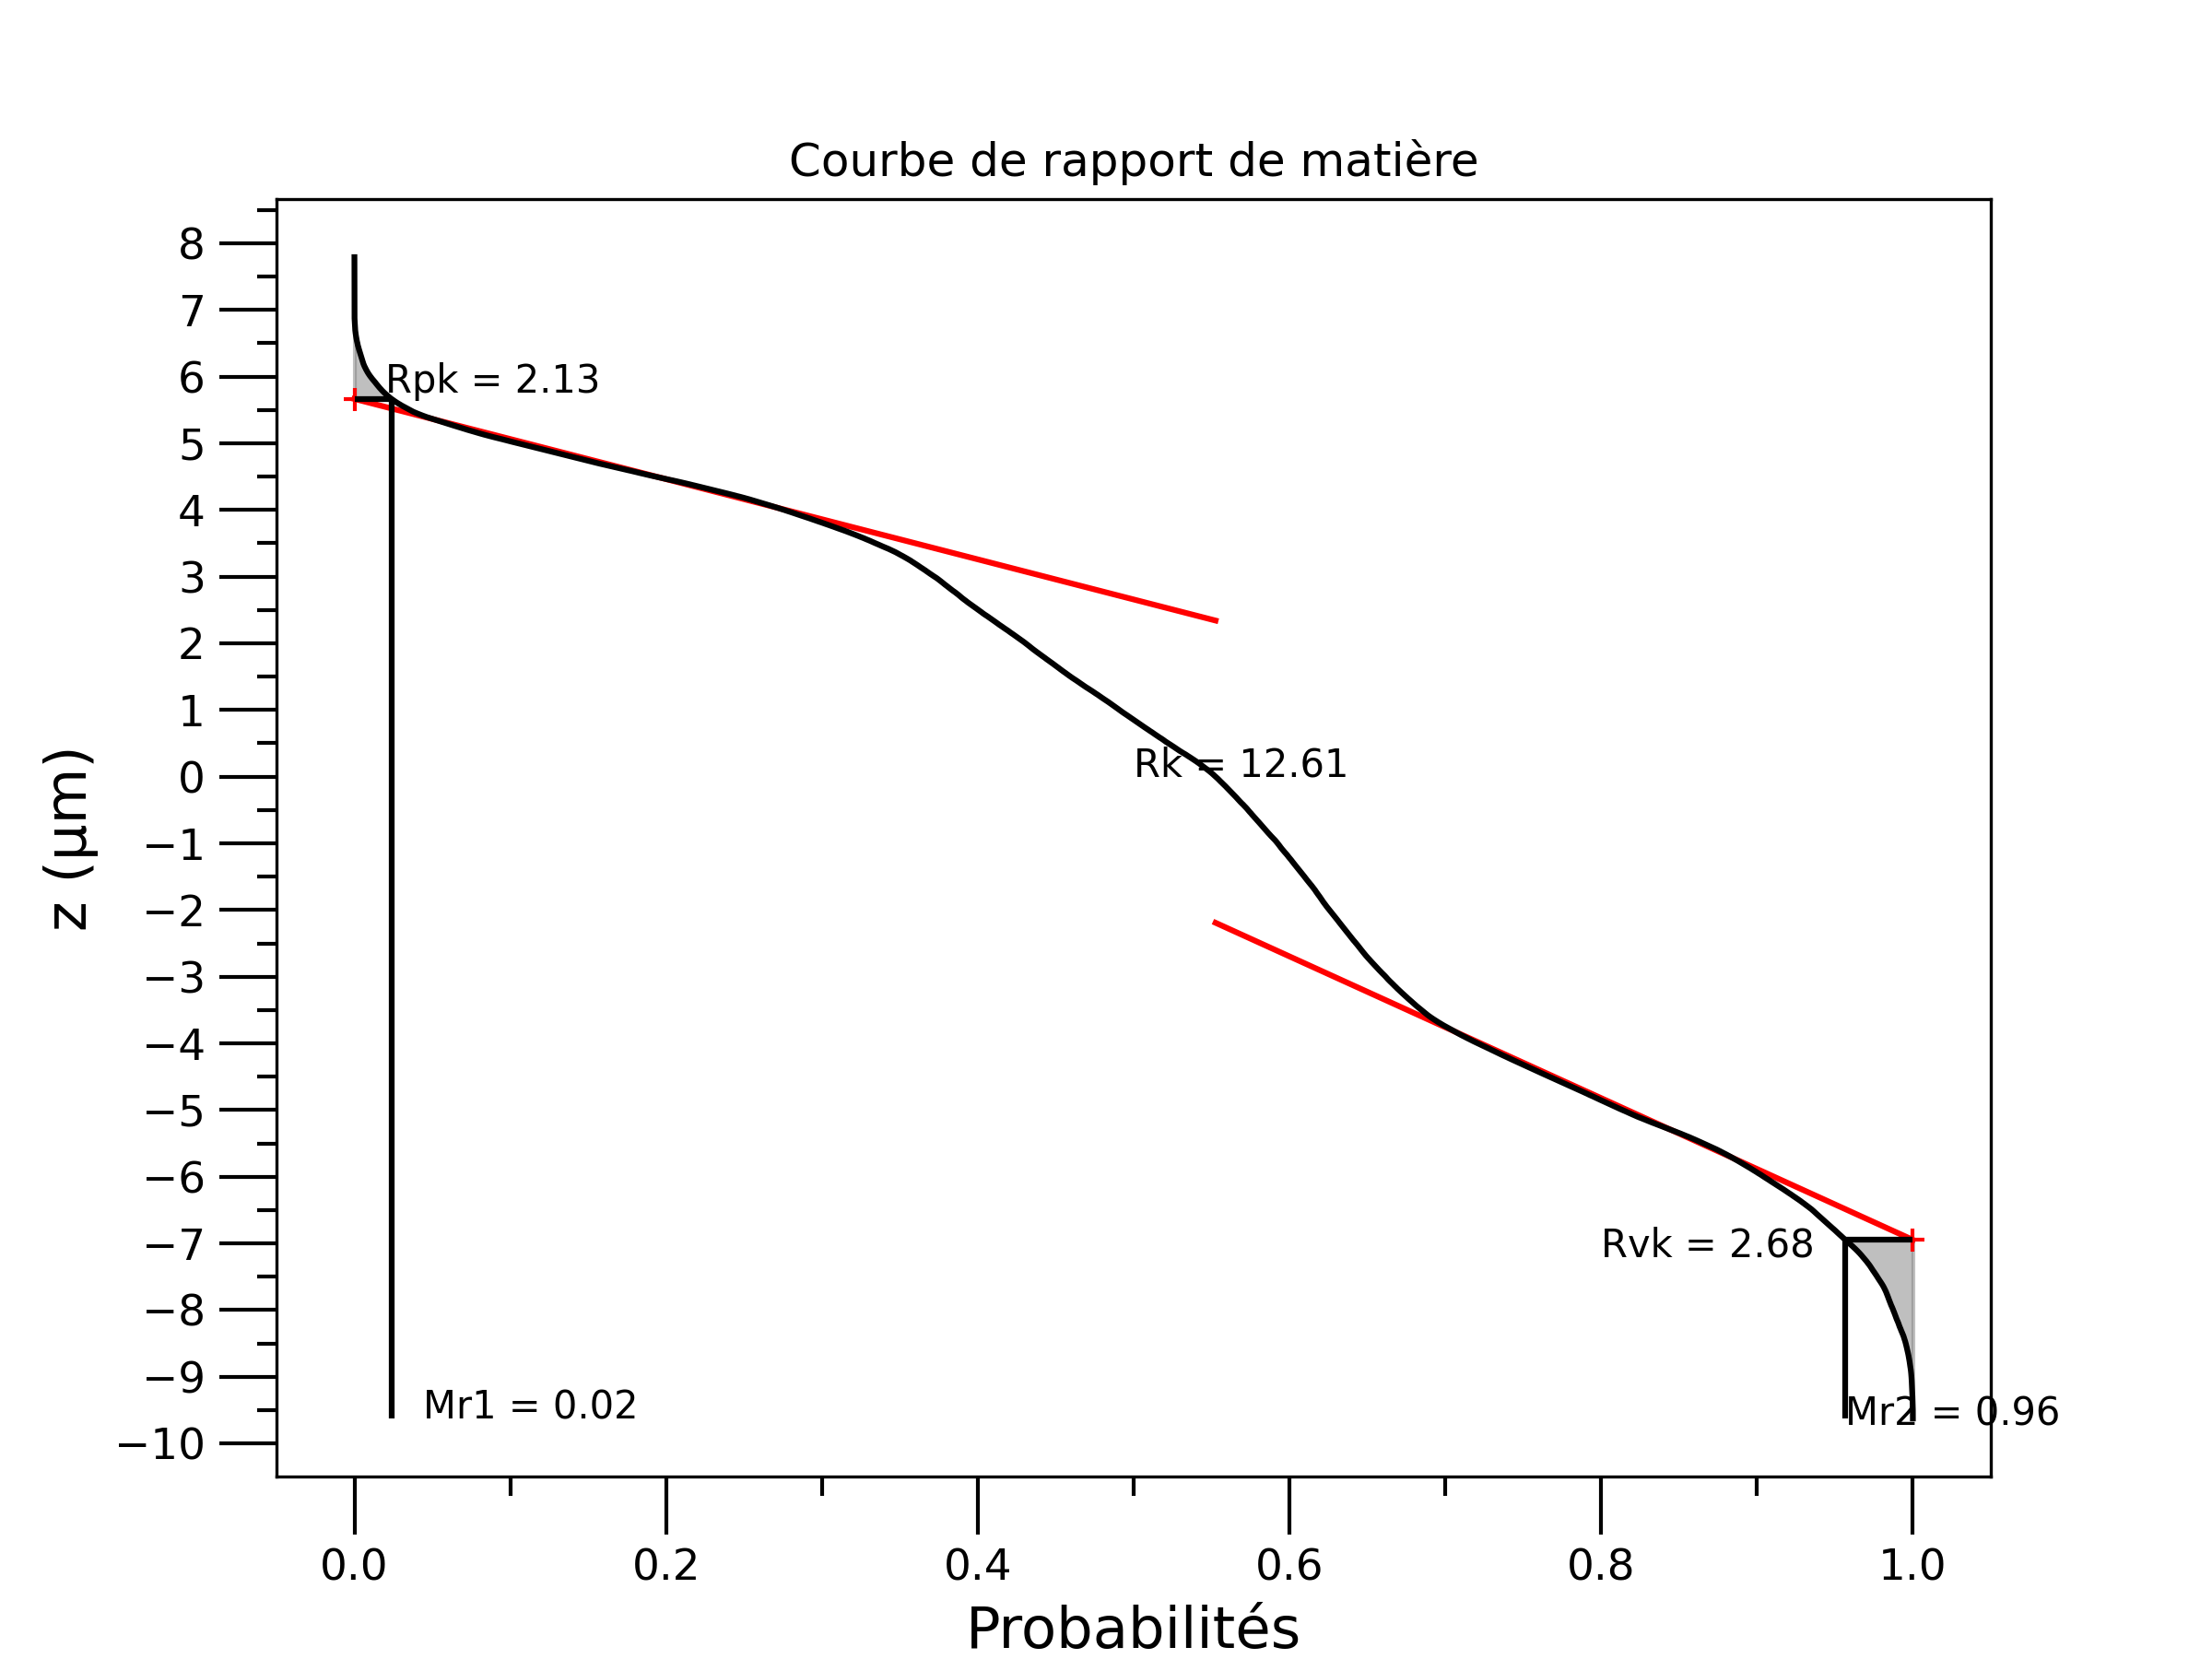 Courbe de rapport de matière
8
7
6
5
4
3
2
1
0
−1
−2
−3
−4
−5
−6
−7
−8
−9
−10
z (µm)
Rpk = 2.13
Rk = 12.61
Rvk = 2.68
Mr1 = 0.02
Mr2 = 0.96
0.0 0.2 0.4 0.6 0.8 1.0
Probabilités